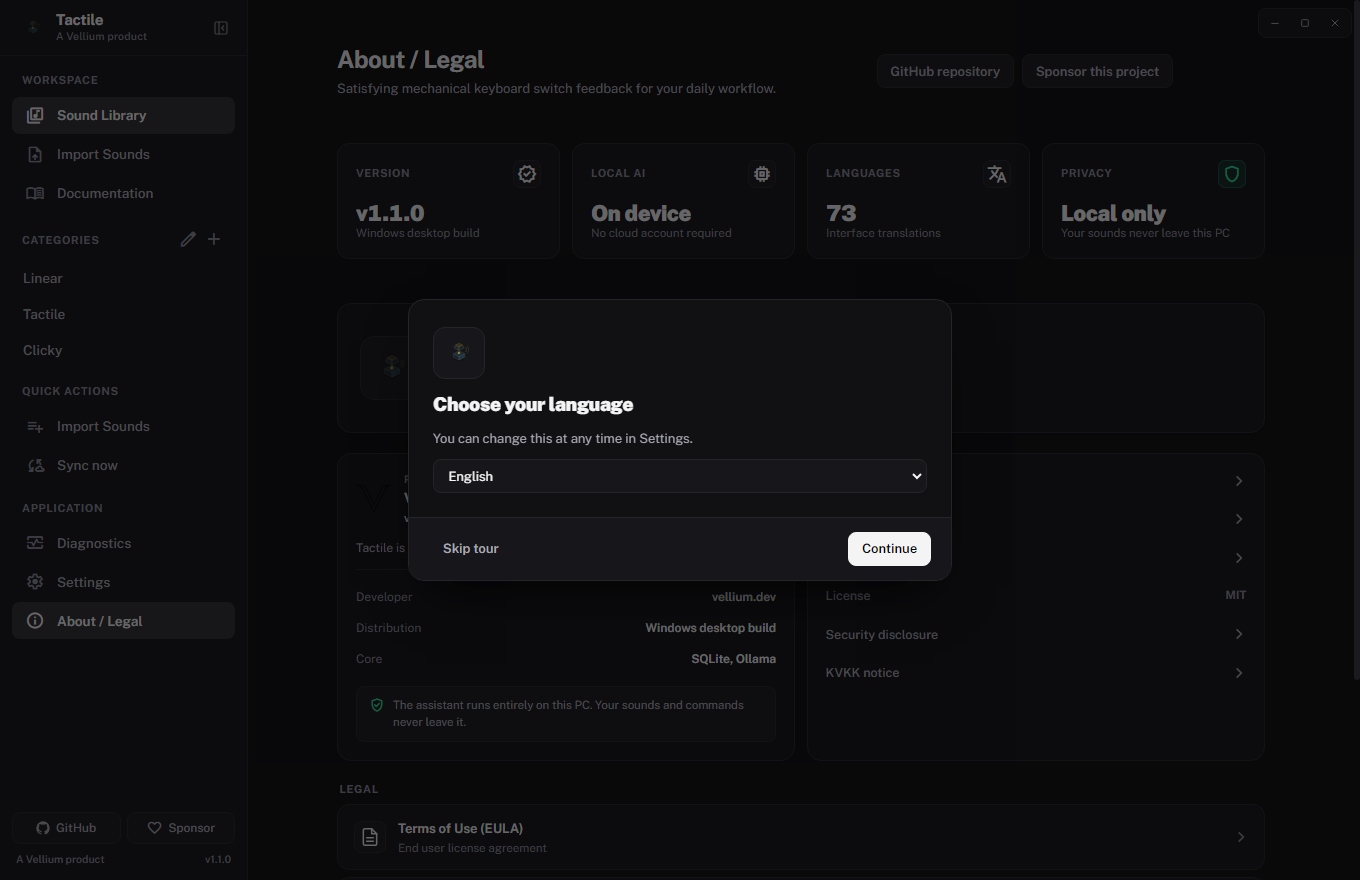 Tactile
A Vellium product
WORKSPACE
Sound Library
Import Sounds
Documentation
CATEGORIES
Linear
Tactile
Clicky
QUICK ACTIONS
Import Sounds
Sync now
APPLICATION
Diagnostics
Settings
About / Legal
GitHub
Sponsor
A Vellium product
v1.1.0
About / Legal
Satisfying mechanical keyboard switch feedback for your daily workflow.
GitHub repository
Sponsor this project
VERSION
v1.1.0
Windows desktop build
LOCAL AI
On device
No cloud account required
LANGUAGES
73
Interface translations
PRIVACY
Local only
Your sounds never leave this PC
Choose your language
You can change this at any time in Settings.
English
Skip tour
Continue
Tactile is
Developer
vellium.dev
Distribution
Windows desktop build
Core
SQLite, Ollama
The assistant runs entirely on this PC. Your sounds and commands
never leave it.
License
MIT
Security disclosure
KVKK notice
LEGAL
Terms of Use (EULA)
End user license agreement